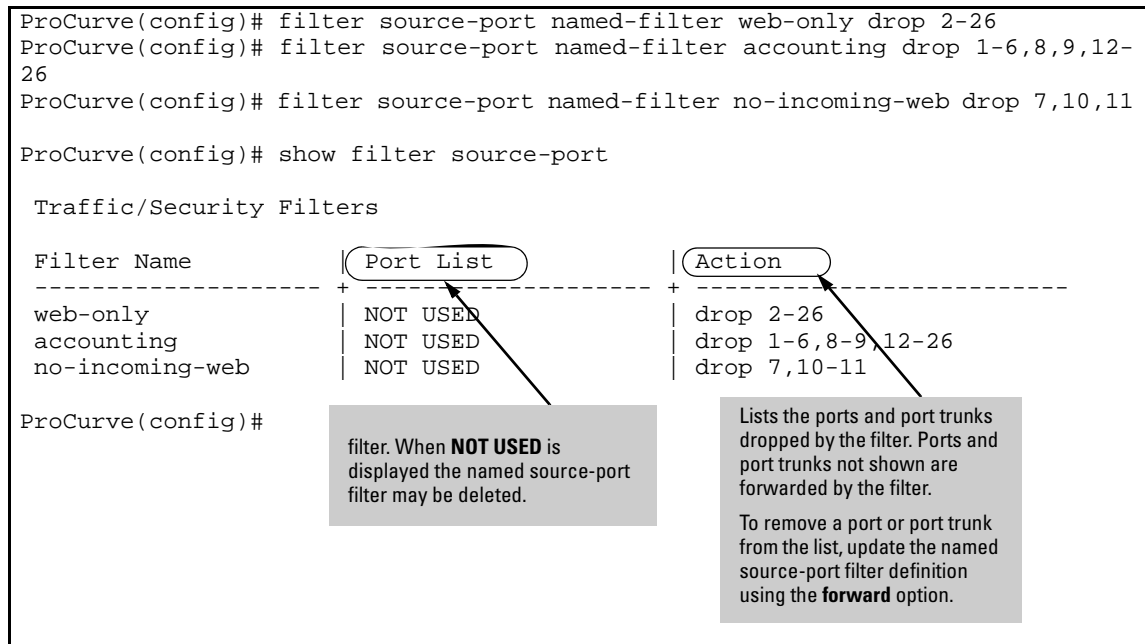 ProCurve(config)# filter source-port named-filter web-only drop 2-26
ProCurve(config)# filter source-port named-filter accounting drop 1-6,8,9,12-
26
ProCurve(config)# filter source-port named-filter no-incoming-web drop 7,10,11
ProCurve(config)# show filter source-port
Traffic/Security Filters
Filter Name | Port List | Action
-------------------- + -------------------- + --------------------------
web-only | NOT USED | drop 2-26
accounting | NOT USED | drop 1-6,8-9,12-26
no-incoming-web | NOT USED | drop 7,10-11
ProCurve(config)#
filter. When NOT USED is
displayed the named source-port
filter may be deleted.
Lists the ports and port trunks
dropped by the filter. Ports and
port trunks not shown are
forwarded by the filter.
To remove a port or port trunk
from the list, update the named
source-port filter definition
using the forward option.